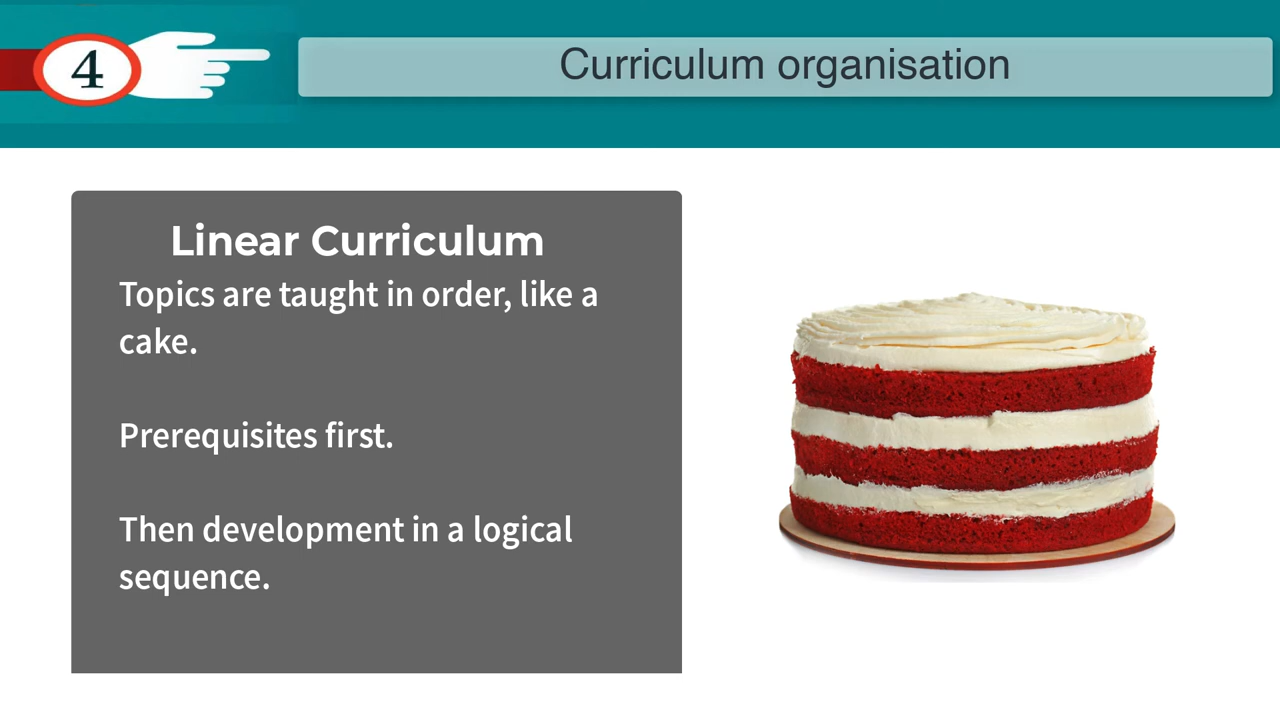 4
Curriculum organisation
Linear Curriculum
Topics are taught in order, like a
cake.
Prerequisites first.
Then development in a logical
sequence.